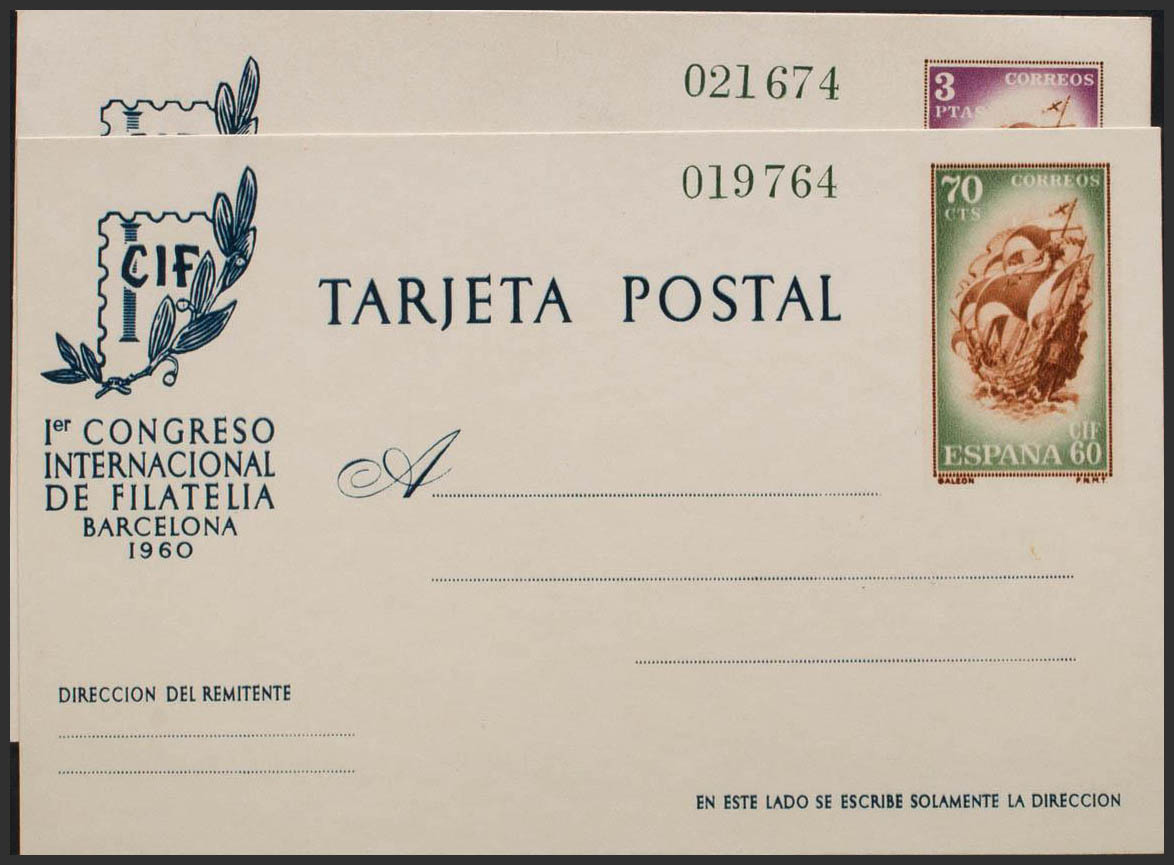 021674
3 CORREOS
PTAS
019764
70 CORREOS
CTS
CIF
TARJETA POSTAL
CIF
ESPAÑA 60
GALEON F.N.M.T.
Ier CONGRESO
INTERNACIONAL
DE FILATELIA
BARCELONA
1960
A
DIRECCION DEL REMITENTE
EN ESTE LADO SE ESCRIBE SOLAMENTE LA DIRECCION